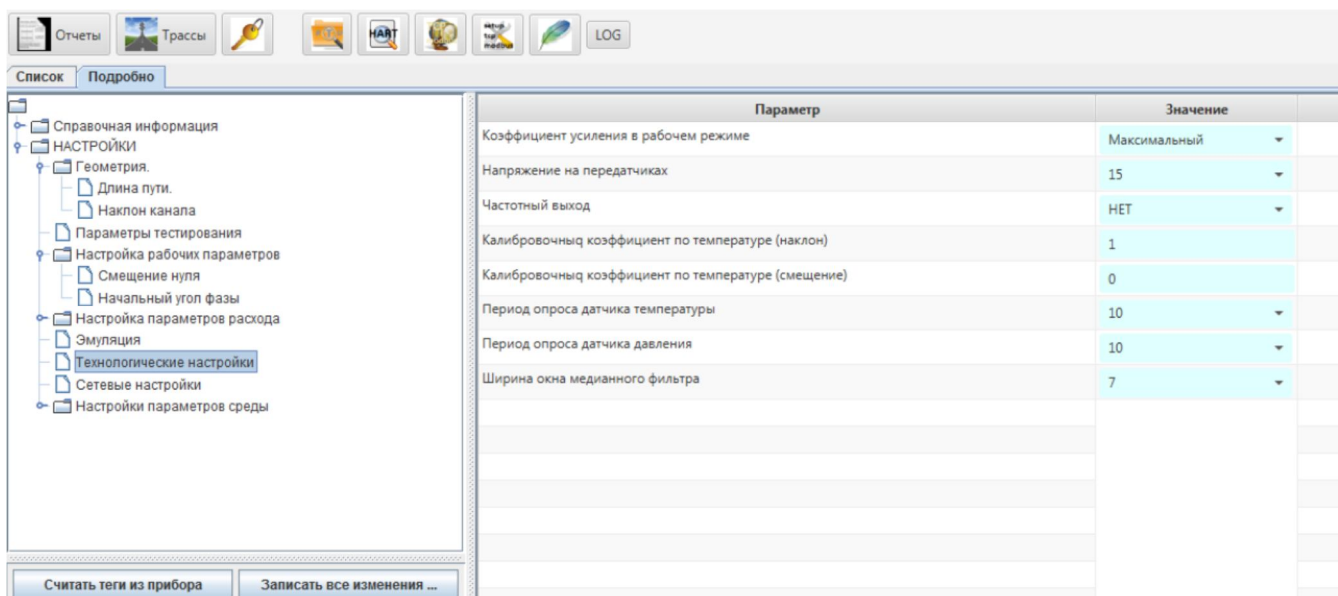 Отчеты
Трассы
HART
LOG
Список
Подробно
Справочная информация
НАСТРОЙКИ
Геометрия.
Длина пути.
Наклон канала
Параметры тестирования
Настройка рабочих параметров
Смещение нуля
Начальный угол фазы
Настройка параметров расхода
Эмуляция
Технологические настройки
Сетевые настройки
Настройки параметров среды
Считать теги из прибора
Записать все изменения ...
Параметр Значение
Коэффициент усиления в рабочем режиме Максимальный
Напряжение на передатчиках 15
Частотный выход НЕТ
Калибровочныq коэффициент по температуре (наклон) 1
Калибровочныq коэффициент по температуре (смещение) 0
Период опроса датчика температуры 10
Период опроса датчика давления 10
Ширина окна медианного фильтра 7